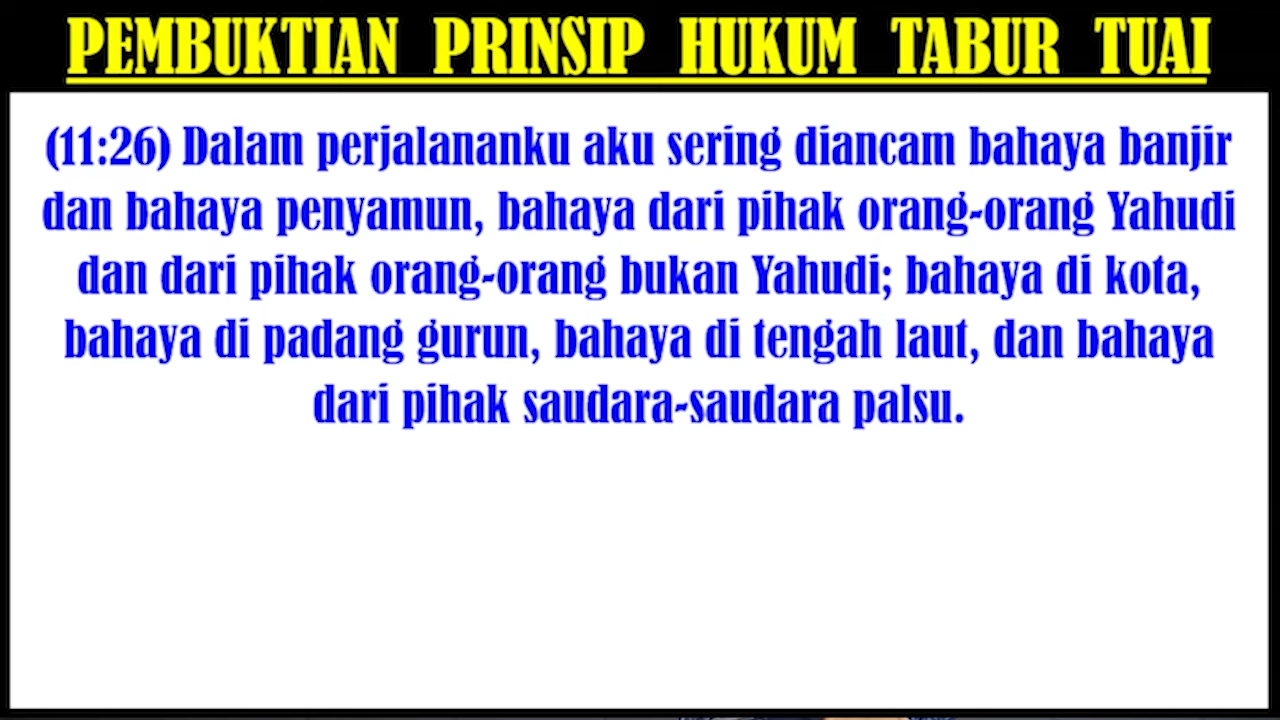 PEMBUKTIAN PRINSIP HUKUM TABUR TUAI
(11:26) Dalam perjalananku aku sering diancam bahaya banjir
dan bahaya penyamun, bahaya dari pihak orang-orang Yahudi
dan dari pihak orang-orang bukan Yahudi; bahaya di kota,
bahaya di padang gurun, bahaya di tengah laut, dan bahaya
dari pihak saudara-saudara palsu.